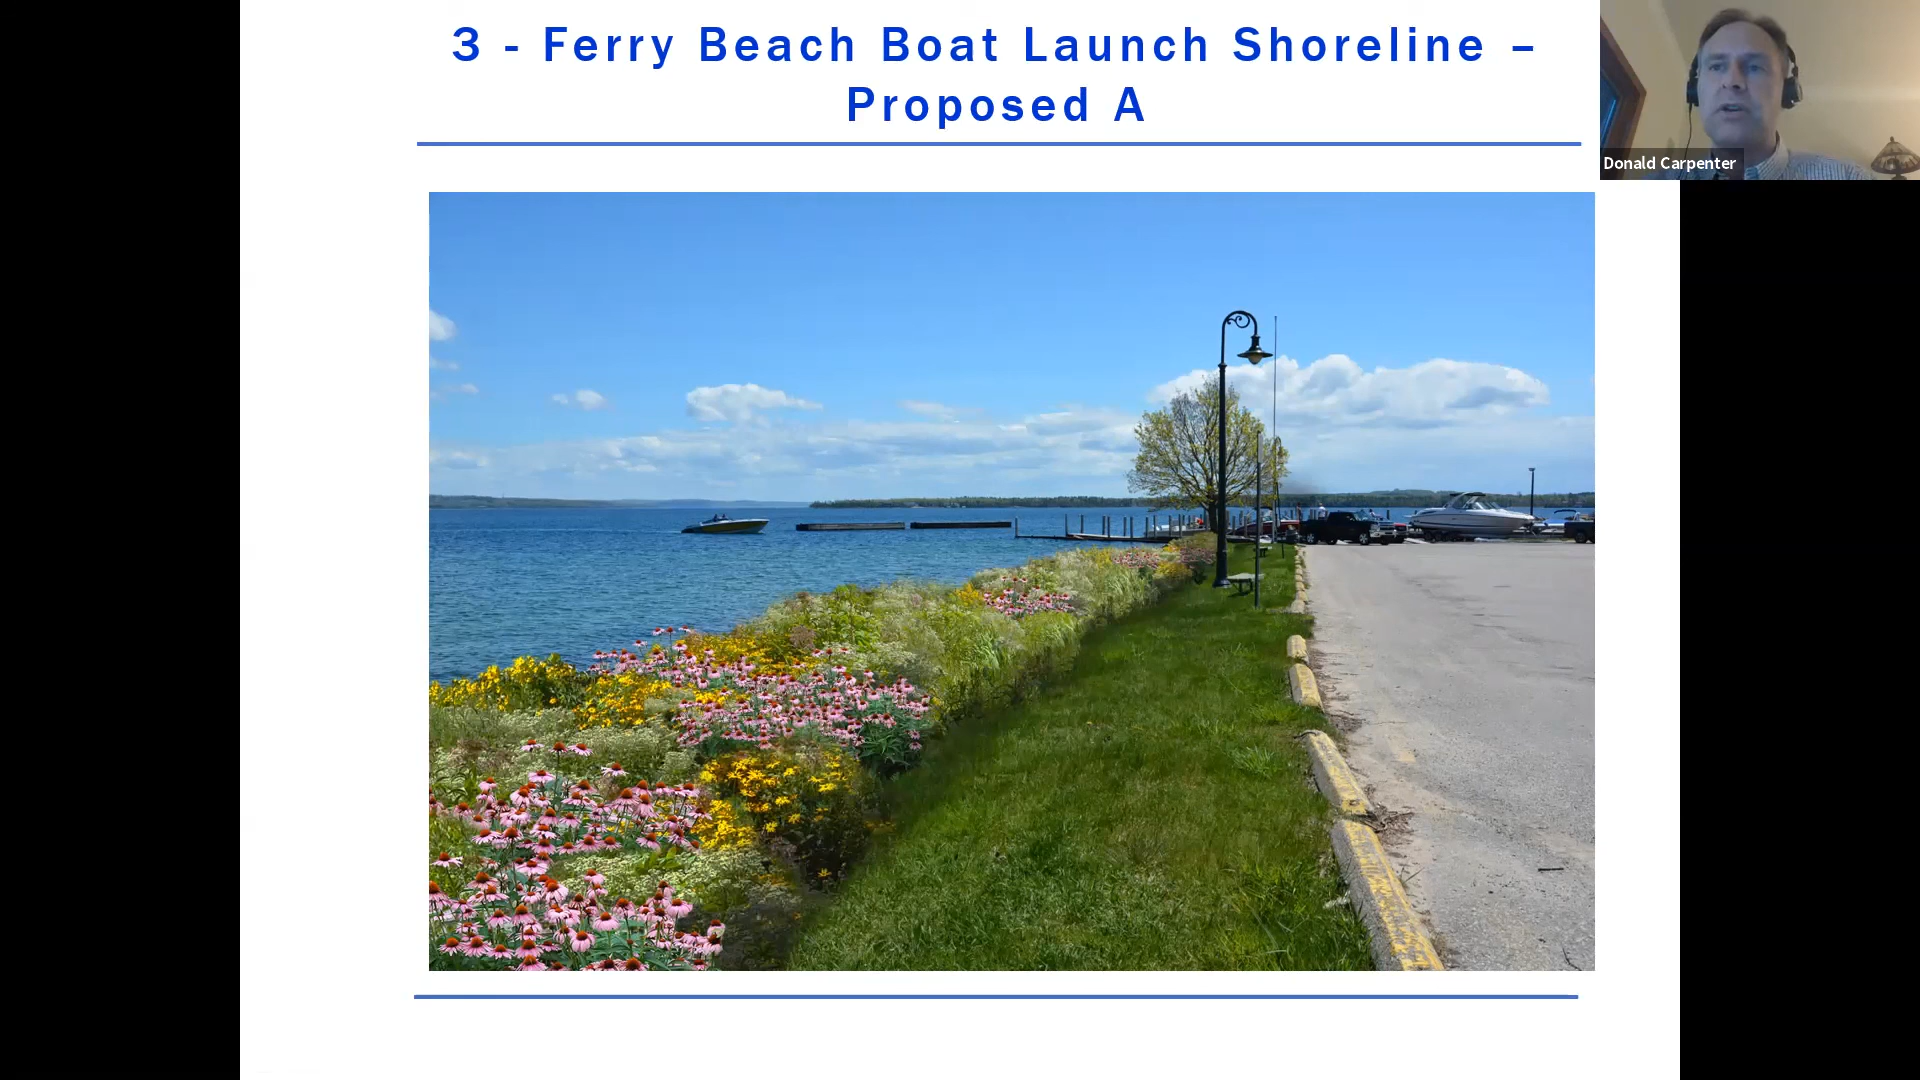 3 - Ferry Beach Boat Launch Shoreline –
Proposed A
Donald Carpenter